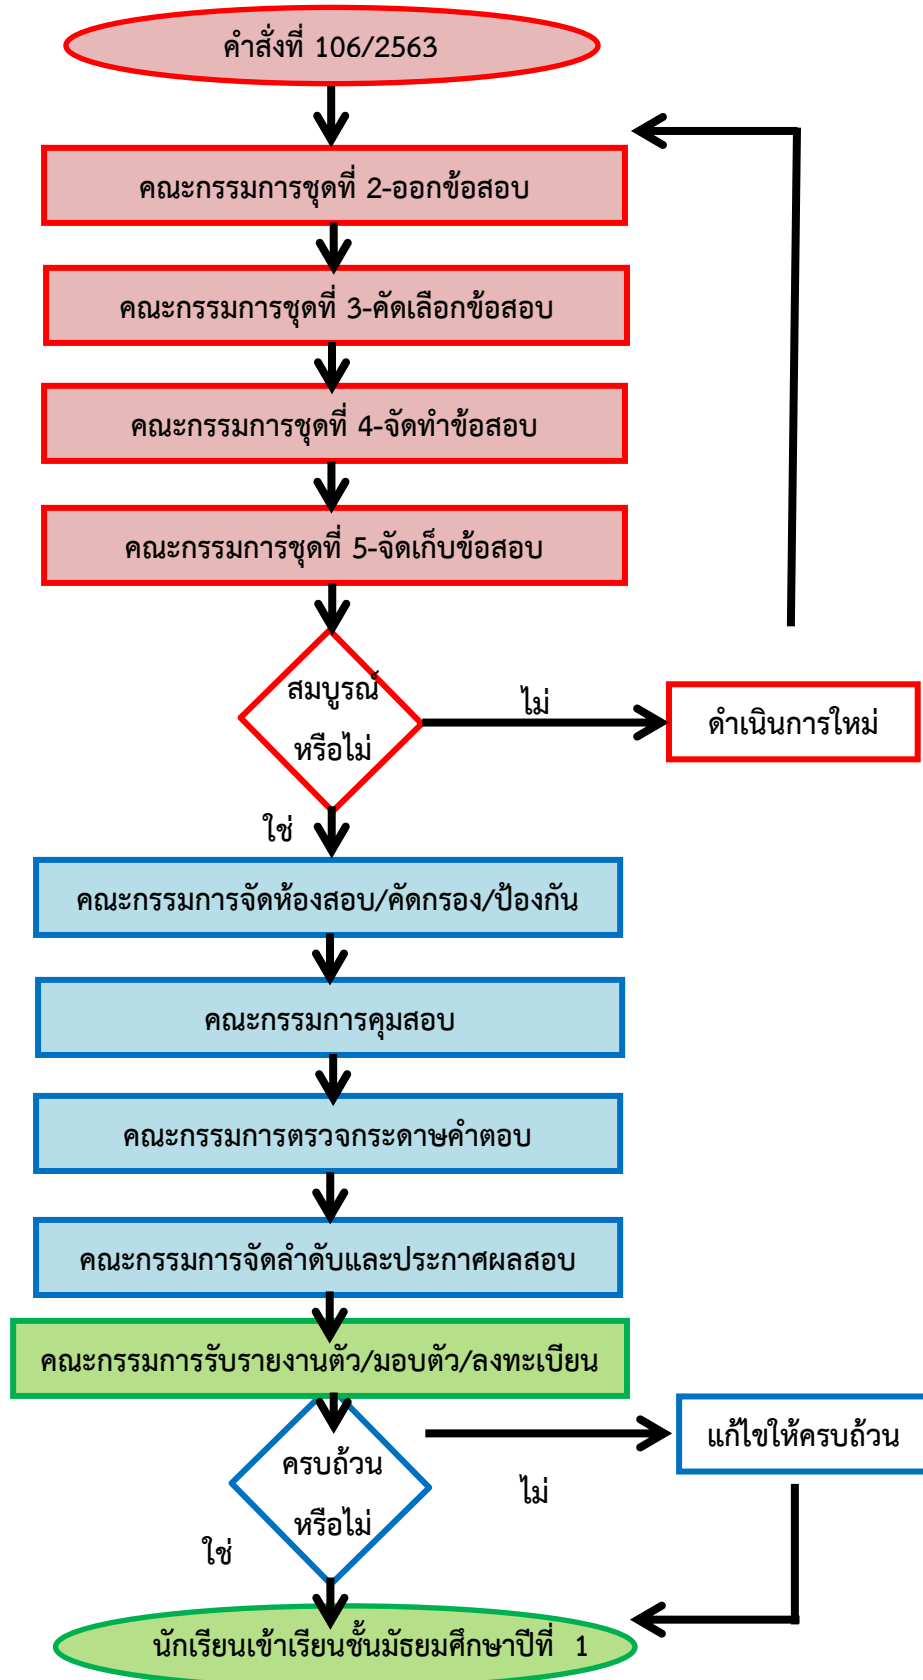 คำสั่งที่ 106/2563
คณะกรรมการชุดที่ 2-ออกข้อสอบ
คณะกรรมการชุดที่ 3-คัดเลือกข้อสอบ
คณะกรรมการชุดที่ 4-จัดทำข้อสอบ
คณะกรรมการชุดที่ 5-จัดเก็บข้อสอบ
สมบูรณ์
หรือไม่
ไม่
ดำเนินการใหม่
ใช่
คณะกรรมการจัดห้องสอบ/คัดกรอง/ป้องกัน
คณะกรรมการคุมสอบ
คณะกรรมการตรวจกระดาษคำตอบ
คณะกรรมการจัดลำดับและประกาศผลสอบ
คณะกรรมการรับรายงานตัว/มอบตัว/ลงทะเบียน
ครบถ้วน
หรือไม่
ไม่
แก้ไขให้ครบถ้วน
ใช่
นักเรียนเข้าเรียนชั้นมัธยมศึกษาปีที่ 1